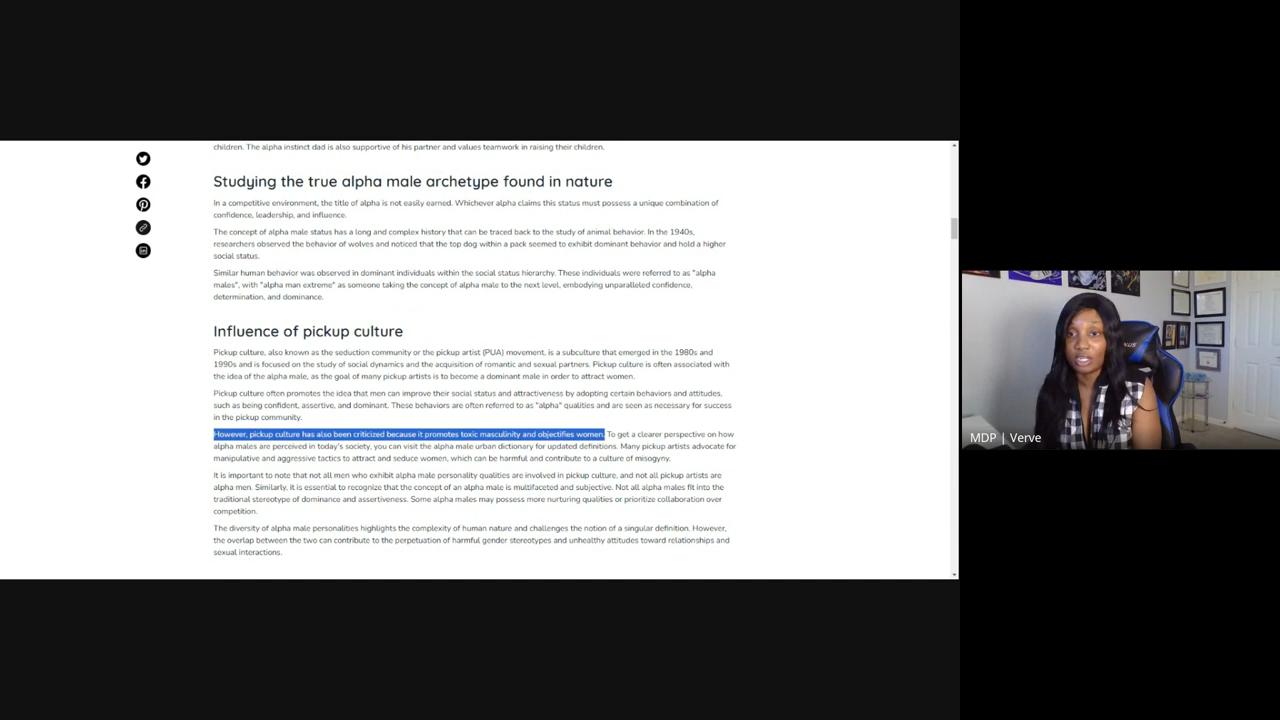 children. The alpha instinct dad is also supportive of his partner and values teamwork in raising their children.
Studying the true alpha male archetype found in nature
In a competitive environment, the title of alpha is not easily earned. Whichever alpha claims this status must possess a unique combination of
confidence, leadership, and influence.
The concept of alpha male status has a long and complex history that can be traced back to the study of animal behavior. In the 1940s,
researchers observed the behavior of wolves and noticed that the top dog within a pack seemed to exhibit dominant behavior and hold a higher
social status.
Similar human behavior was observed in dominant individuals within the social status hierarchy. These individuals were referred to as "alpha
males", with "alpha man extreme" as someone taking the concept of alpha male to the next level, embodying unparalleled confidence,
determination, and dominance.
Influence of pickup culture
Pickup culture, also known as the seduction community or the pickup artist (PUA) movement, is a subculture that emerged in the 1980s and
1990s and is focused on the study of social dynamics and the acquisition of romantic and sexual partners. Pickup culture is often associated with
the idea of the alpha male, as the goal of many pickup artists is to become a dominant male in order to attract women.
Pickup culture often promotes the idea that men can improve their social status and attractiveness by adopting certain behaviors and attitudes,
such as being confident, assertive, and dominant. These behaviors are often referred to as "alpha" qualities and are seen as necessary for success
in the pickup community.
However, pickup culture has also been criticized because it promotes toxic masculinity and objectifies women. To get a clearer perspective on how
alpha males are perceived in today's society, you can visit the alpha male urban dictionary for updated definitions. Many pickup artists advocate for
manipulative and aggressive tactics to attract and seduce women, which can be harmful and contribute to a culture of misogyny.
It is important to note that not all men who exhibit alpha male personality qualities are involved in pickup culture, and not all pickup artists are
alpha men. Similarly, it is essential to recognize that the concept of an alpha male is multifaceted and subjective. Not all alpha males fit into the
traditional stereotype of dominance and assertiveness. Some alpha males may possess more nurturing qualities or prioritize collaboration over
competition.
The diversity of alpha male personalities highlights the complexity of human nature and challenges the notion of a singular definition. However,
the overlap between the two can contribute to the perpetuation of harmful gender stereotypes and unhealthy attitudes toward relationships and
sexual interactions.
MDP | Verve